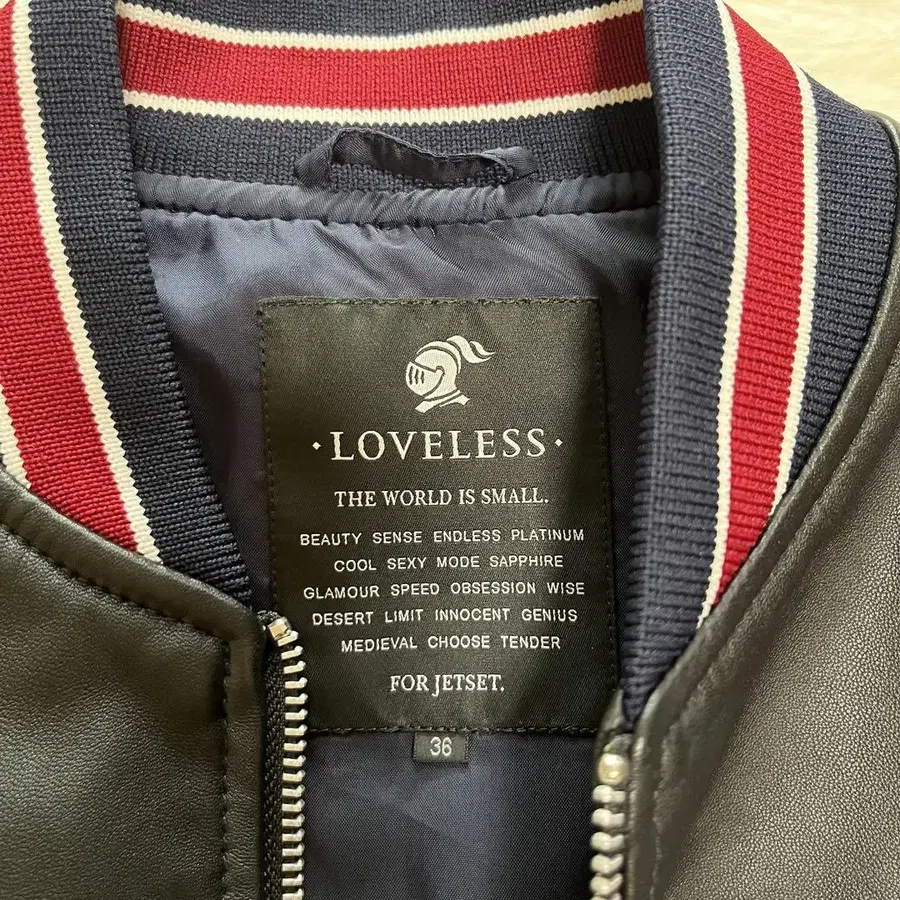 · LOVELESS ·
THE WORLD IS SMALL.
BEAUTY SENSE ENDLESS PLATINUM
COOL SEXY MODE SAPPHIRE
GLAMOUR SPEED OBSESSION WISE
DESERT LIMIT INNOCENT GENIUS
MEDIEVAL CHOOSE TENDER
FOR JETSET.
36